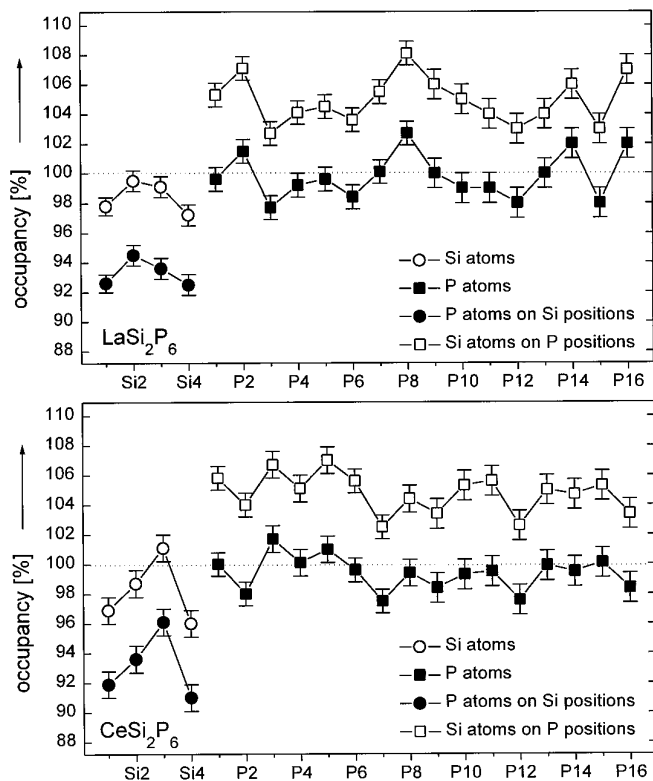 110
108
106
104
102
100
98
96
94
92
90
88
occupancy [%]
Si atoms
P atoms
P atoms on Si positions
Si atoms on P positions
LaSi2P6
Si2 Si4 P2 P4 P6 P8 P10 P12 P14 P16
110
108
106
104
102
100
98
96
94
92
90
88
occupancy [%]
Si atoms
P atoms
P atoms on Si positions
Si atoms on P positions
CeSi2P6
Si2 Si4 P2 P4 P6 P8 P10 P12 P14 P16